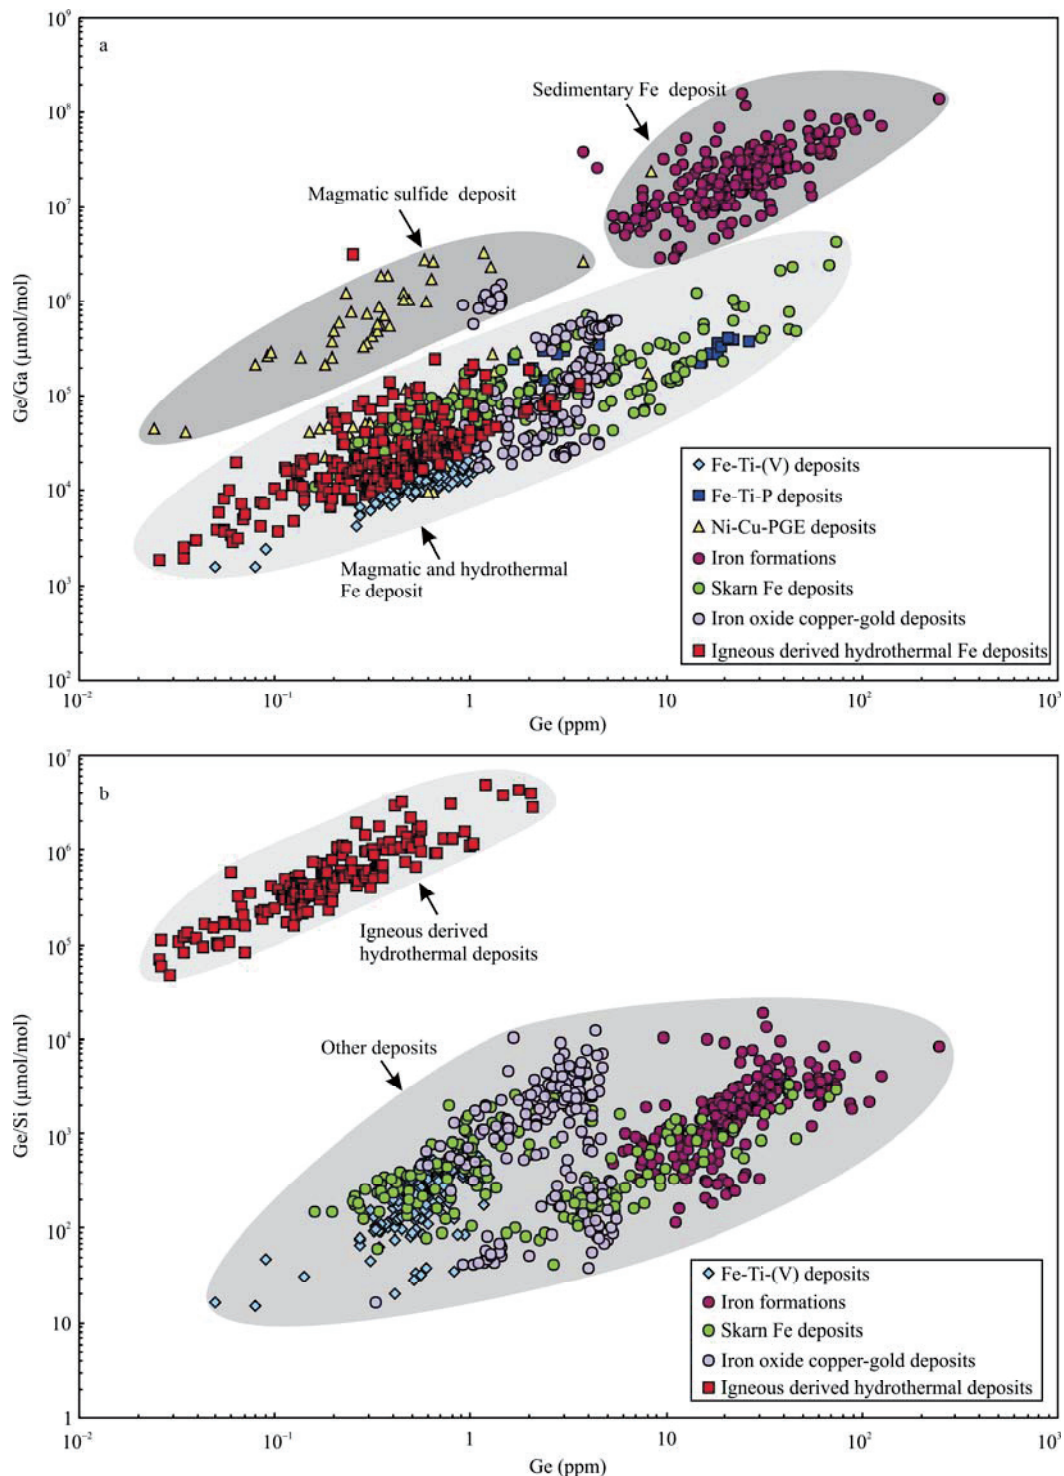 a
10⁹
10⁸
10⁷
10⁶
10⁵
10⁴
10³
10²
Ge/Ga (μmol/mol)
Sedimentary Fe deposit
Magmatic sulfide deposit
Magmatic and hydrothermal
Fe deposit
Fe-Ti-(V) deposits
Fe-Ti-P deposits
Ni-Cu-PGE deposits
Iron formations
Skarn Fe deposits
Iron oxide copper-gold deposits
Igneous derived hydrothermal Fe deposits
10⁻² 10⁻¹ 1 10 10² 10³
Ge (ppm)
b
10⁷
10⁶
10⁵
10⁴
10³
10²
10
1
Ge/Si (μmol/mol)
Igneous derived
hydrothermal deposits
Other deposits
Fe-Ti-(V) deposits
Iron formations
Skarn Fe deposits
Iron oxide copper-gold deposits
Igneous derived hydrothermal deposits
10⁻² 10⁻¹ 1 10 10² 10³
Ge (ppm)